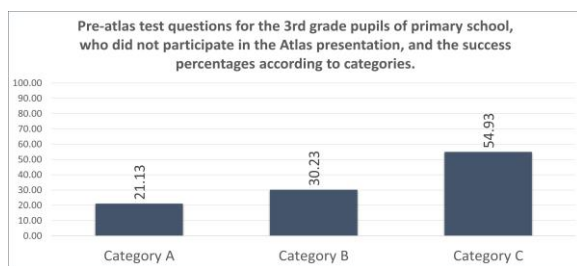 Pre-atlas test questions for the 3rd grade pupils of primary school,
who did not participate in the Atlas presentation, and the success
percentages according to categories.
100.00
90.00
80.00
70.00
60.00
50.00
40.00
30.00
20.00
10.00
0.00
21.13
30.23
54.93
Category A
Category B
Category C